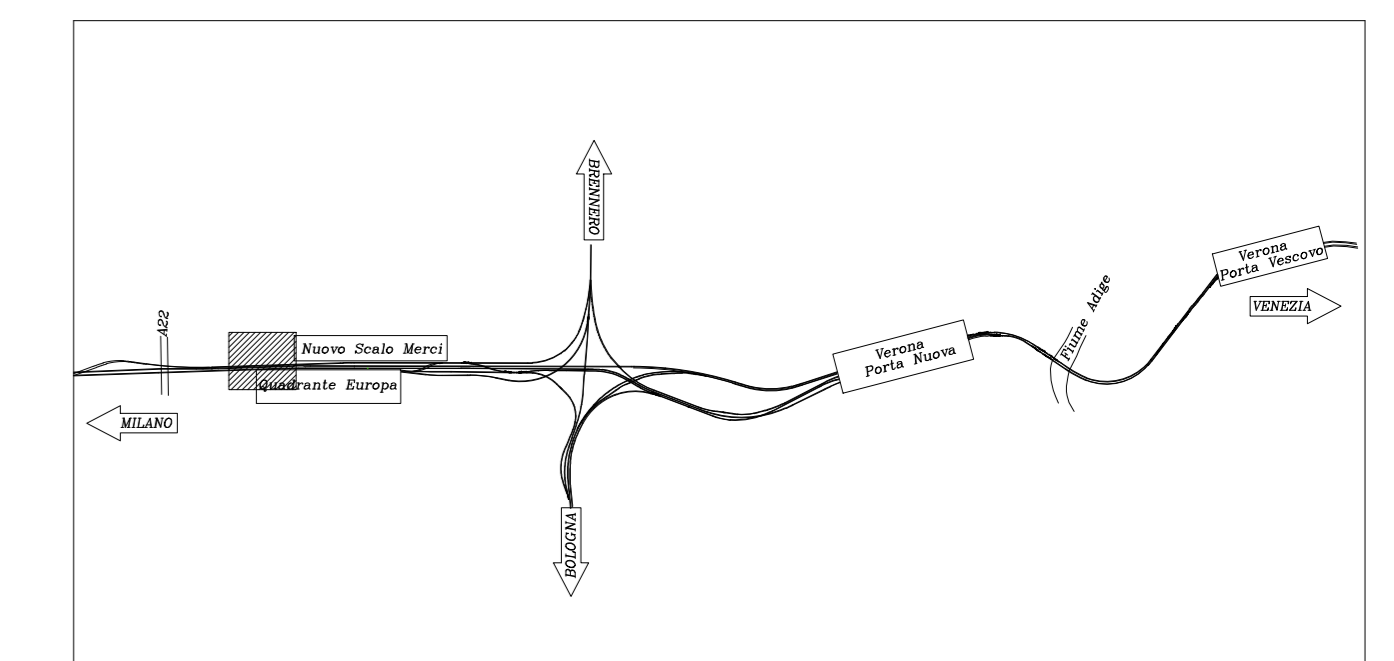 BRENNERO
Verona
Porta Vescovo
VENEZIA
Fiume Adige
A22
Nuovo Scalo Merci
Quadrante Europa
Verona
Porta Nuova
MILANO
BOLOGNA